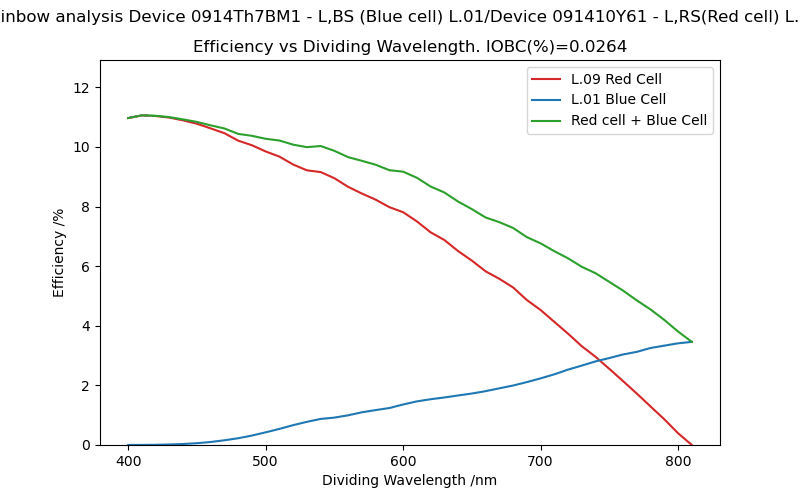 inbow analysis Device 0914Th7BM1 - L,BS (Blue cell) L.01/Device 091410Y61 - L,RS(Red cell) L.
Efficiency vs Dividing Wavelength. IOBC(%)=0.0264
L.09 Red Cell
L.01 Blue Cell
Red cell + Blue Cell
Efficiency /%
12
10
8
6
4
2
0
400 500 600 700 800
Dividing Wavelength /nm